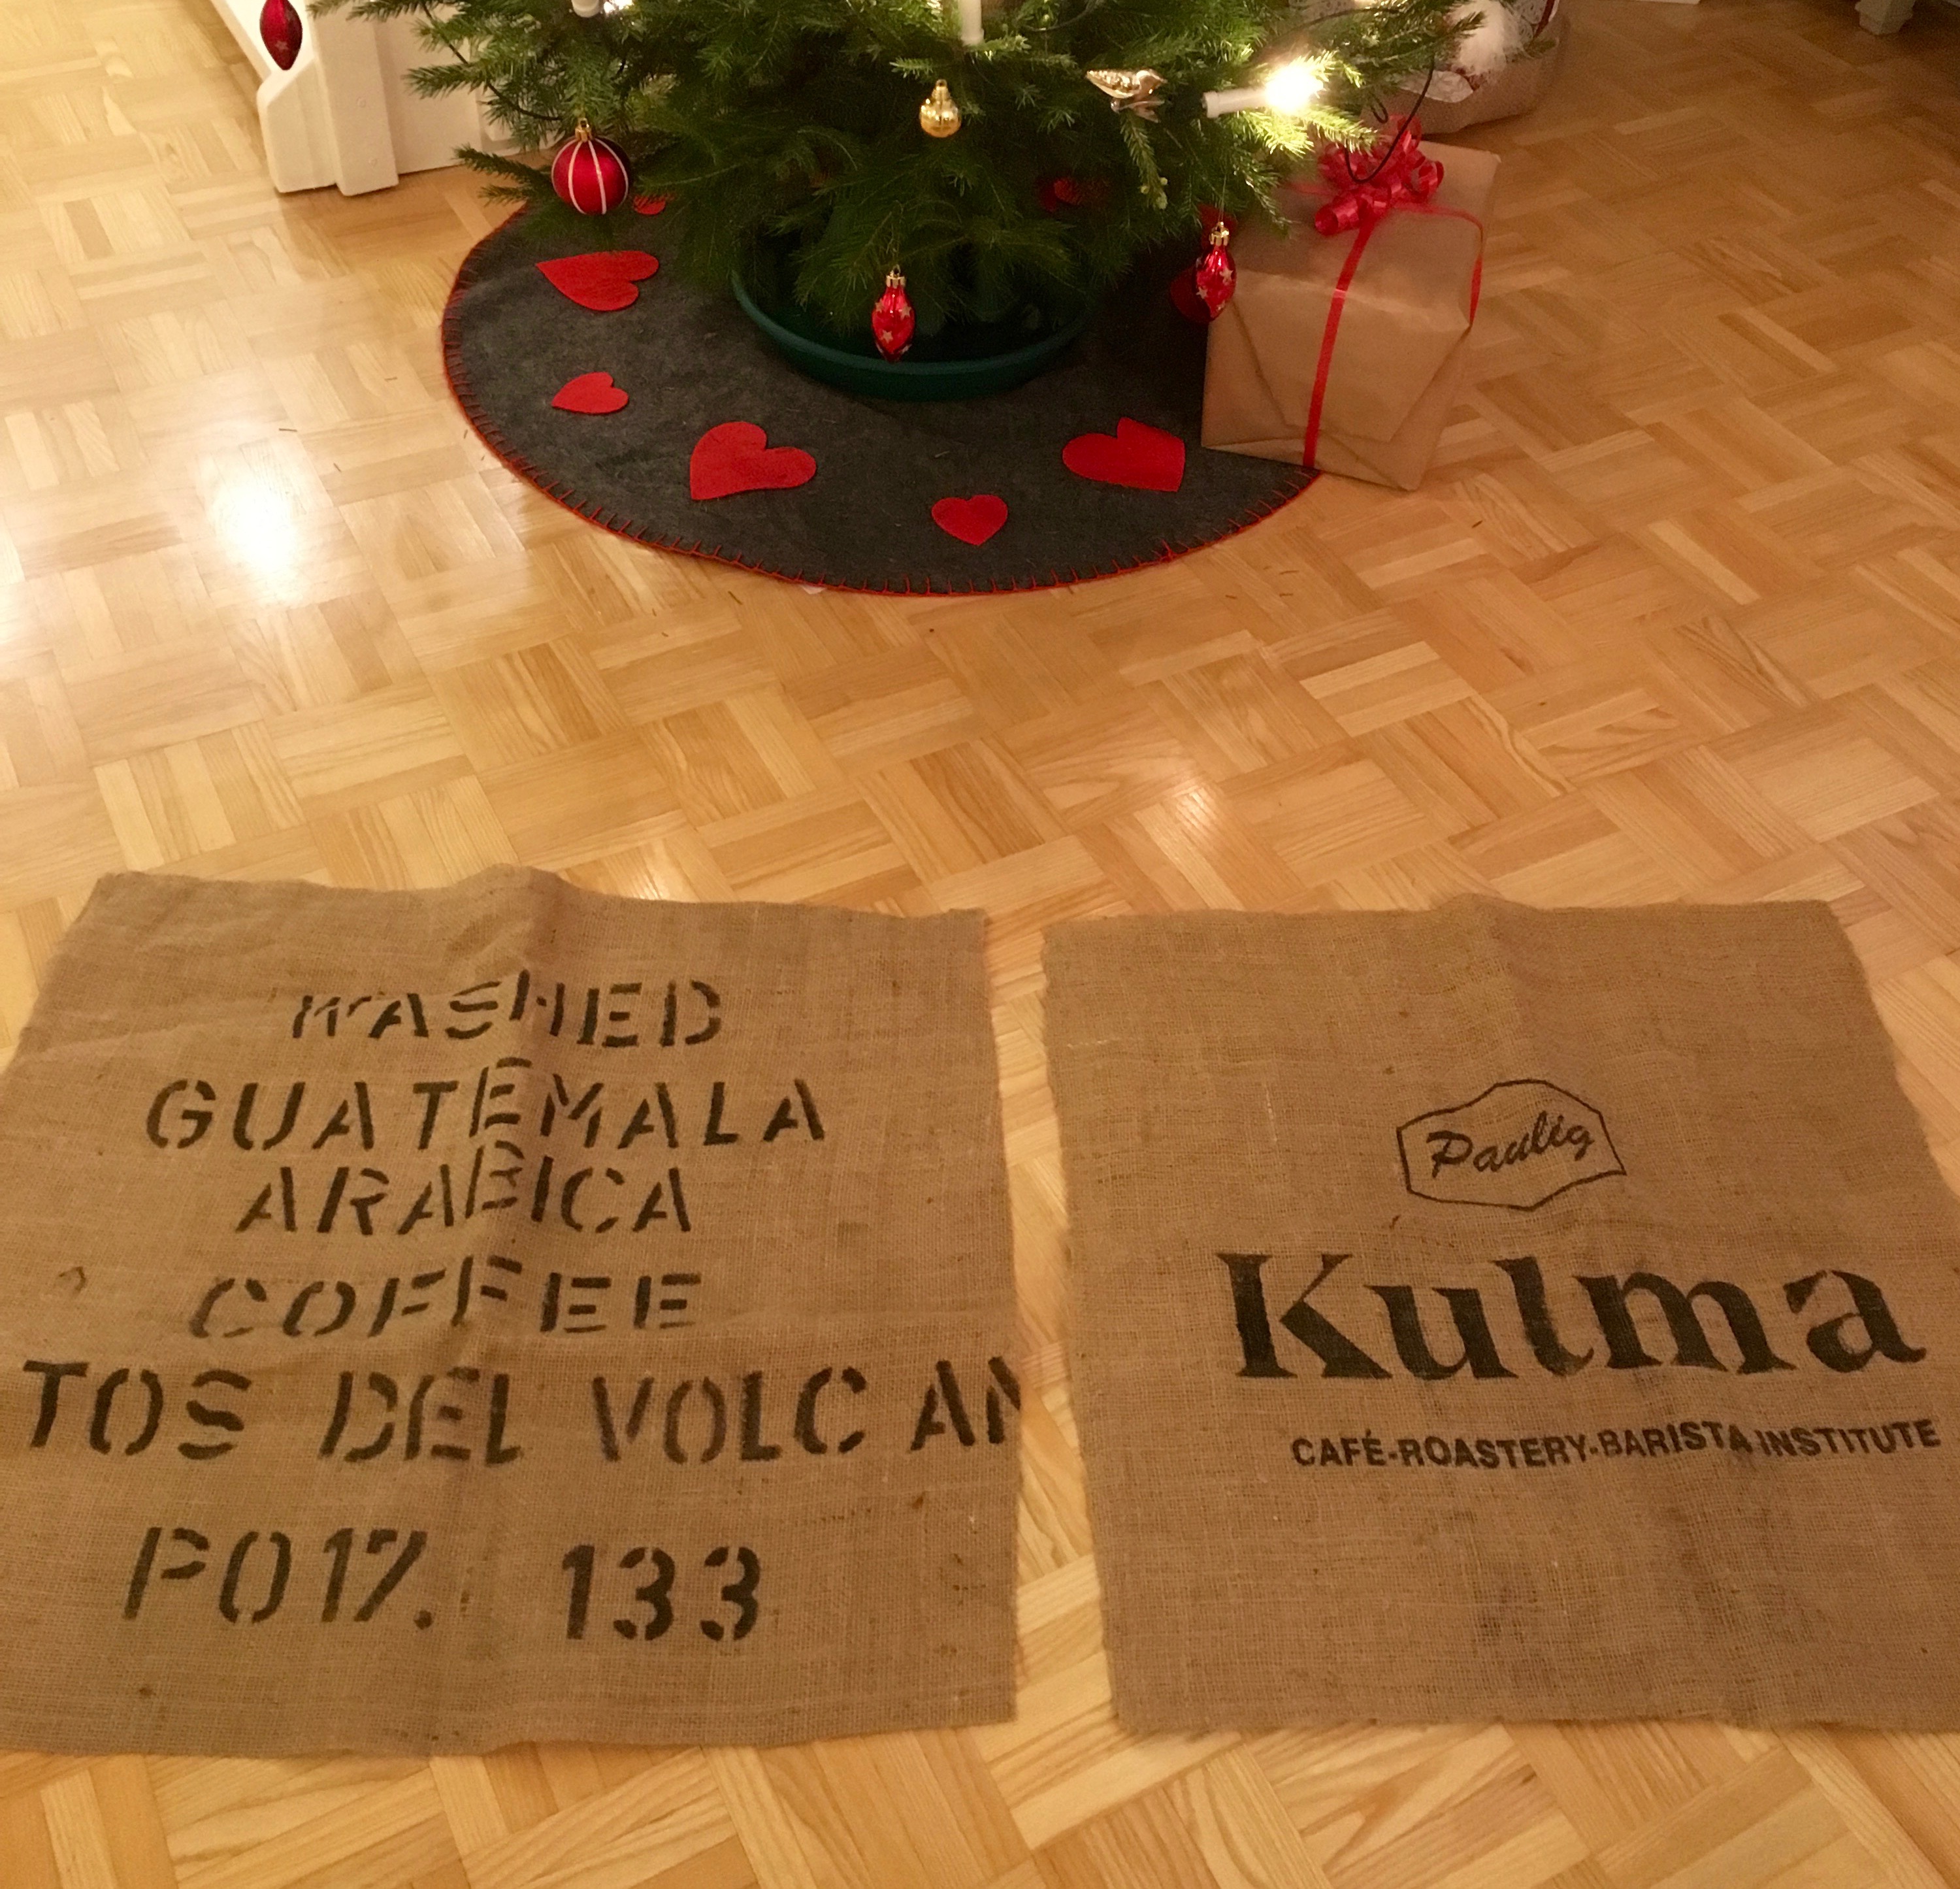 WASHED
GUATEMALA
ARABICA
COFFEE
TOS DEL VOLCAN
P017. 133
Paulig
Kulma
CAFÉ-ROASTERY-BARISTA INSTITUTE